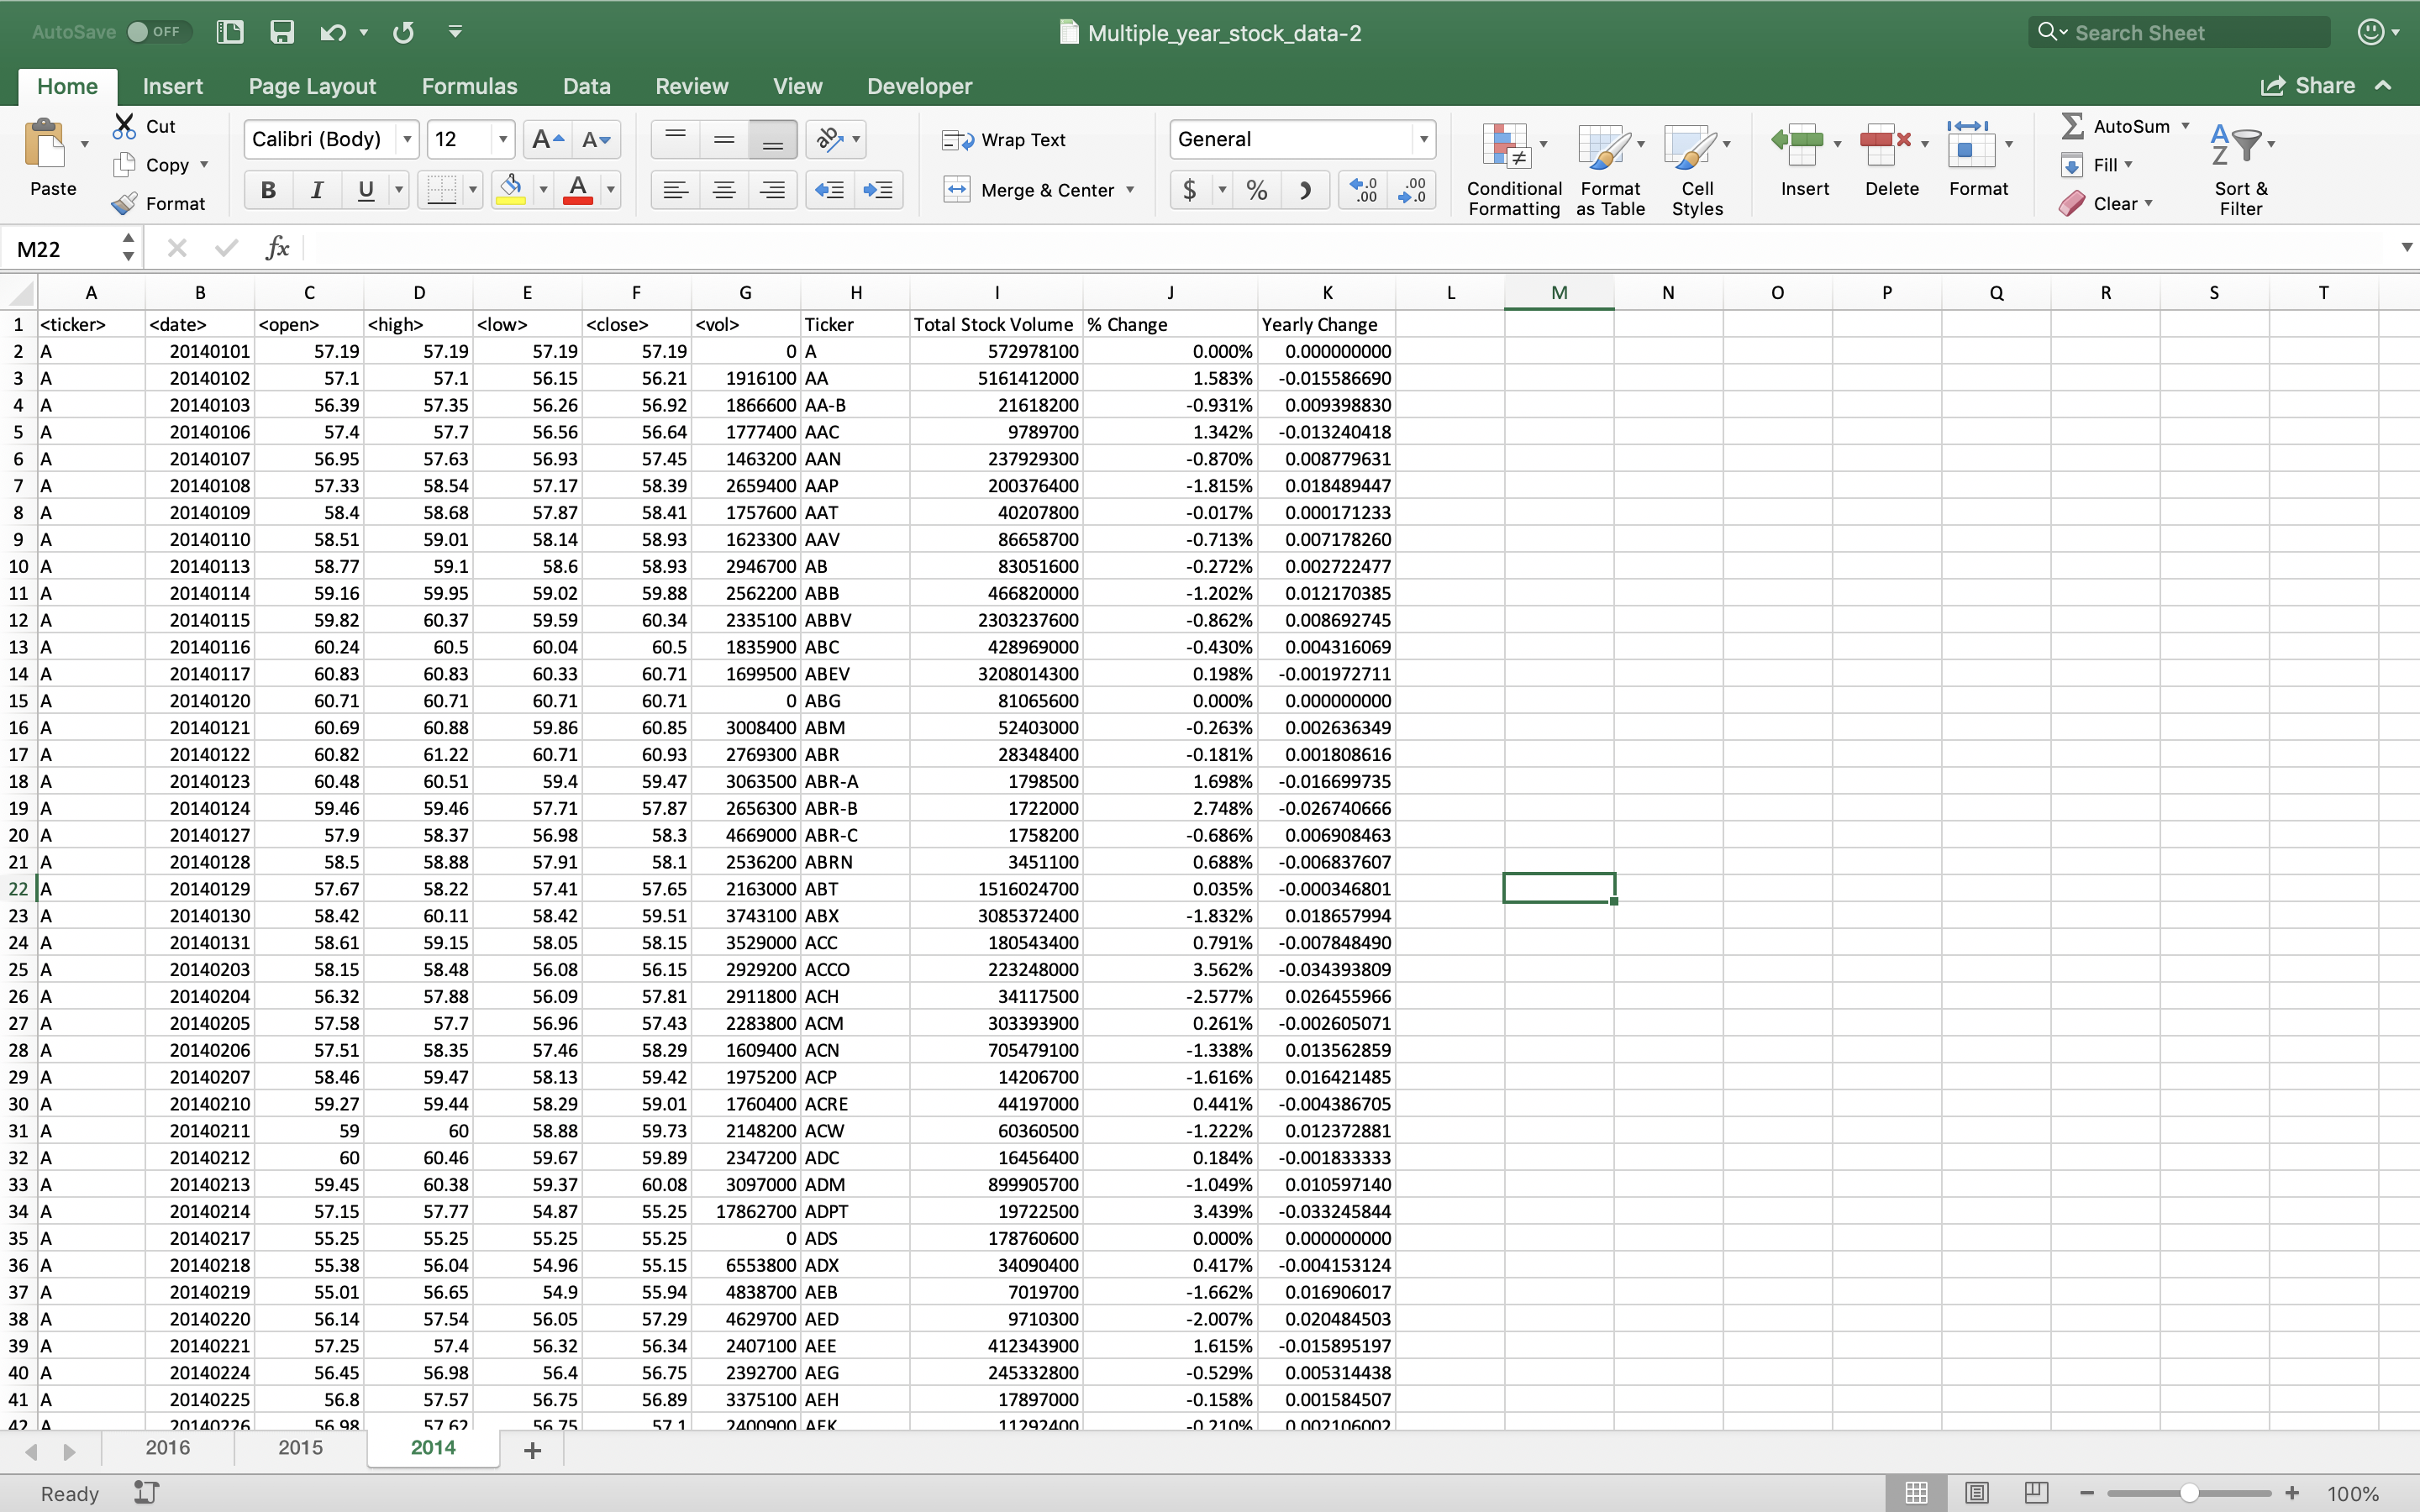 AutoSave OFF Multiple_year_stock_data-2 Search Sheet
Home Insert Page Layout Formulas Data Review View Developer Share
Paste Cut Copy Format Calibri (Body) 12 A A Wrap Text General Conditional Formatting Format as Table Cell Styles Insert Delete Format AutoSum Fill Clear Sort & Filter
B I U A Merge & Center $ % ) .0 .00 .00 .0
M22 fx
A B C D E F G H I J K L M N O P Q R S T
1 <ticker> <date> <open> <high> <low> <close> <vol> Ticker Total Stock Volume % Change Yearly Change
2 A 20140101 57.19 57.19 57.19 57.19 0 A 572978100 0.000% 0.000000000
3 A 20140102 57.1 57.1 56.15 56.21 1916100 AA 5161412000 1.583% -0.015586690
4 A 20140103 56.39 57.35 56.26 56.92 1866600 AA-B 21618200 -0.931% 0.009398830
5 A 20140106 57.4 57.7 56.56 56.64 1777400 AAC 9789700 1.342% -0.013240418
6 A 20140107 56.95 57.63 56.93 57.45 1463200 AAN 237929300 -0.870% 0.008779631
7 A 20140108 57.33 58.54 57.17 58.39 2659400 AAP 200376400 -1.815% 0.018489447
8 A 20140109 58.4 58.68 57.87 58.41 1757600 AAT 40207800 -0.017% 0.000171233
9 A 20140110 58.51 59.01 58.14 58.93 1623300 AAV 86658700 -0.713% 0.007178260
10 A 20140113 58.77 59.1 58.6 58.93 2946700 AB 83051600 -0.272% 0.002722477
11 A 20140114 59.16 59.95 59.02 59.88 2562200 ABB 466820000 -1.202% 0.012170385
12 A 20140115 59.82 60.37 59.59 60.34 2335100 ABBV 2303237600 -0.862% 0.008692745
13 A 20140116 60.24 60.5 60.04 60.5 1835900 ABC 428969000 -0.430% 0.004316069
14 A 20140117 60.83 60.83 60.33 60.71 1699500 ABEV 3208014300 0.198% -0.001972711
15 A 20140120 60.71 60.71 60.71 60.71 0 ABG 81065600 0.000% 0.000000000
16 A 20140121 60.69 60.88 59.86 60.85 3008400 ABM 52403000 -0.263% 0.002636349
17 A 20140122 60.82 61.22 60.71 60.93 2769300 ABR 28348400 -0.181% 0.001808616
18 A 20140123 60.48 60.51 59.4 59.47 3063500 ABR-A 1798500 1.698% -0.016699735
19 A 20140124 59.46 59.46 57.71 57.87 2656300 ABR-B 1722000 2.748% -0.026740666
20 A 20140127 57.9 58.37 56.98 58.3 4669000 ABR-C 1758200 -0.686% 0.006908463
21 A 20140128 58.5 58.88 57.91 58.1 2536200 ABRN 3451100 0.688% -0.006837607
22 A 20140129 57.67 58.22 57.41 57.65 2163000 ABT 1516024700 0.035% -0.000346801
23 A 20140130 58.42 60.11 58.42 59.51 3743100 ABX 3085372400 -1.832% 0.018657994
24 A 20140131 58.61 59.15 58.05 58.15 3529000 ACC 180543400 0.791% -0.007848490
25 A 20140203 58.15 58.48 56.08 56.15 2929200 ACCO 223248000 3.562% -0.034393809
26 A 20140204 56.32 57.88 56.09 57.81 2911800 ACH 34117500 -2.577% 0.026455966
27 A 20140205 57.58 57.7 56.96 57.43 2283800 ACM 303393900 0.261% -0.002605071
28 A 20140206 57.51 58.35 57.46 58.29 1609400 ACN 705479100 -1.338% 0.013562859
29 A 20140207 58.46 59.47 58.13 59.42 1975200 ACP 14206700 -1.616% 0.016421485
30 A 20140210 59.27 59.44 58.29 59.01 1760400 ACRE 44197000 0.441% -0.004386705
31 A 20140211 59 60 58.88 59.73 2148200 ACW 60360500 -1.222% 0.012372881
32 A 20140212 60 60.46 59.67 59.89 2347200 ADC 16456400 0.184% -0.001833333
33 A 20140213 59.45 60.38 59.37 60.08 3097000 ADM 899905700 -1.049% 0.010597140
34 A 20140214 57.15 57.77 54.87 55.25 17862700 ADPT 19722500 3.439% -0.033245844
35 A 20140217 55.25 55.25 55.25 55.25 0 ADS 178760600 0.000% 0.000000000
36 A 20140218 55.38 56.04 54.96 55.15 6553800 ADX 34090400 0.417% -0.004153124
37 A 20140219 55.01 56.65 54.9 55.94 4838700 AEB 7019700 -1.662% 0.016906017
38 A 20140220 56.14 57.54 56.05 57.29 4629700 AED 9710300 -2.007% 0.020484503
39 A 20140221 57.25 57.4 56.32 56.34 2407100 AEE 412343900 1.615% -0.015895197
40 A 20140224 56.45 56.98 56.4 56.75 2392700 AEG 245332800 -0.529% 0.005314438
41 A 20140225 56.8 57.57 56.75 56.89 3375100 AEH 17897000 -0.158% 0.001584507
42 A 20140226 56.98 57.62 56.75 57.1 2400900 AEK 11292400 -0.210% 0.002106002
2016 2015 2014 +
Ready 100%